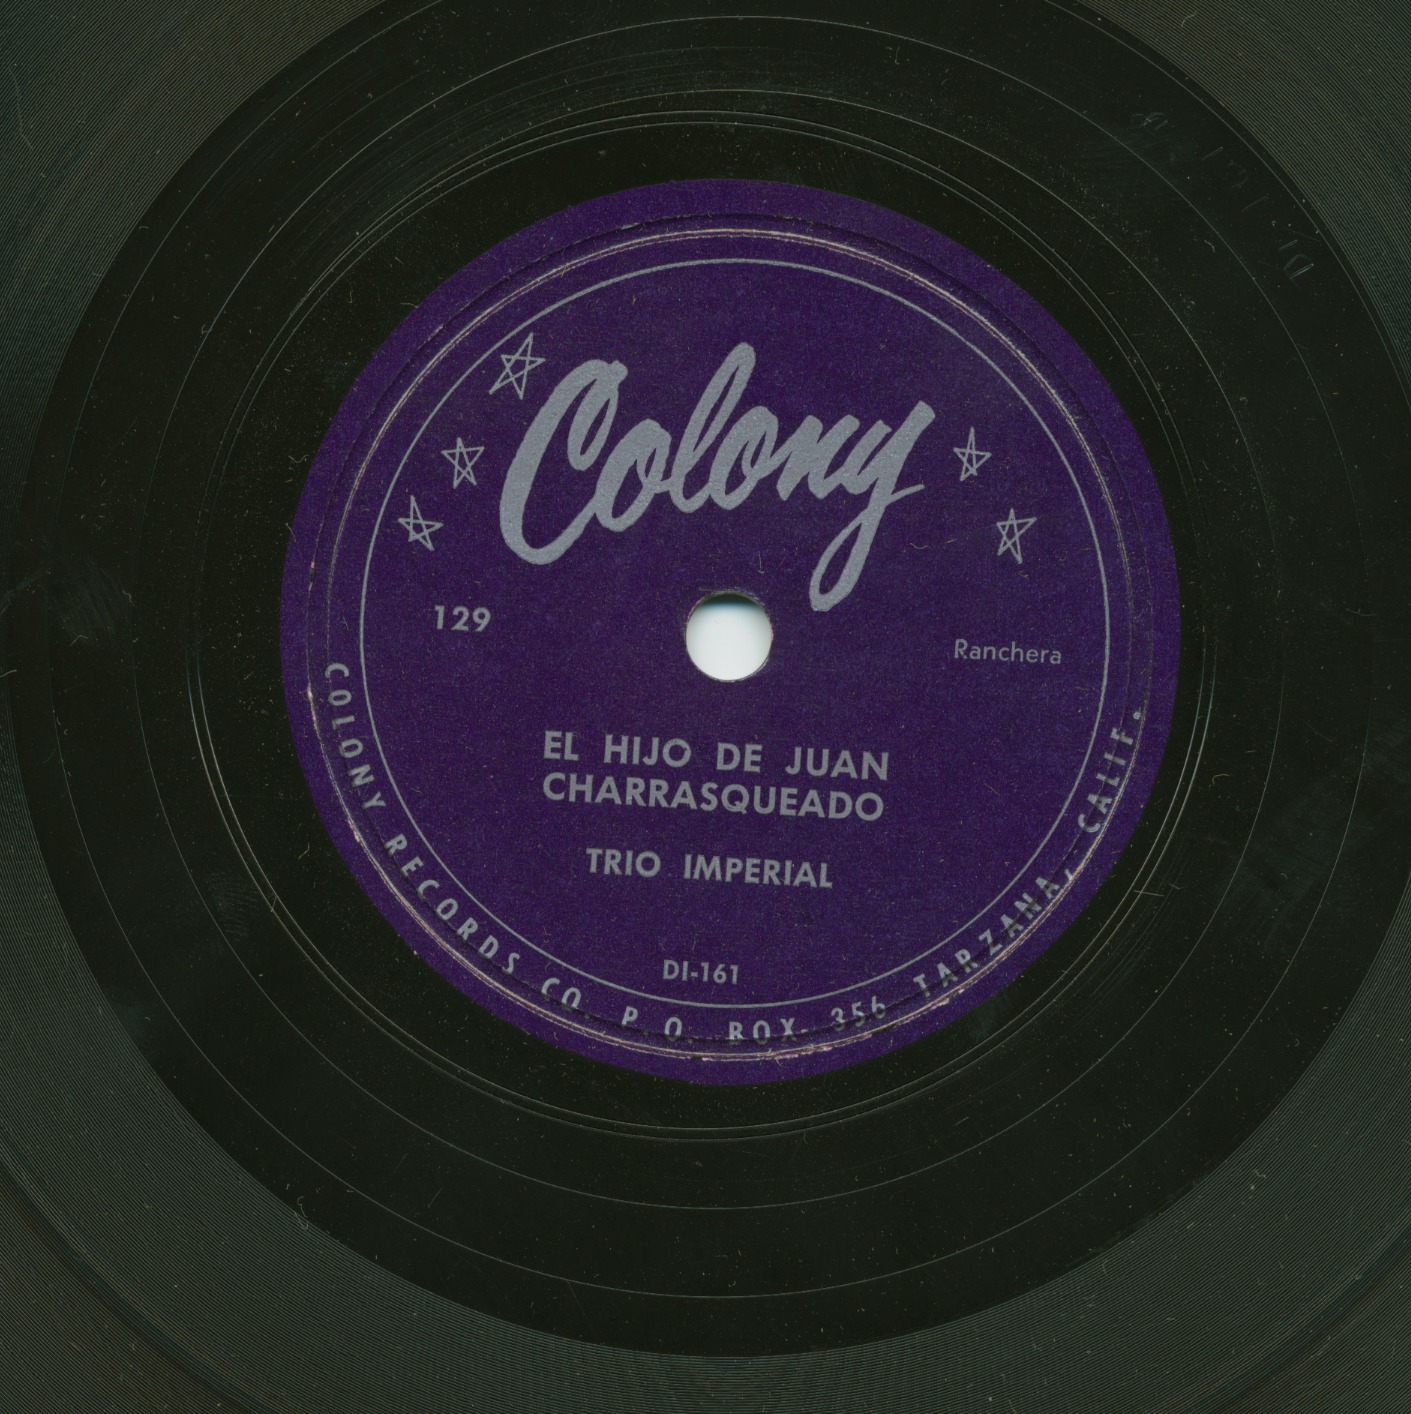 Colony
129
Ranchera
EL HIJO DE JUAN
CHARRASQUEADO
TRIO IMPERIAL
DI-161
COLONY RECORDS CO. P.O. BOX- 356 TARZANA, CALIF.